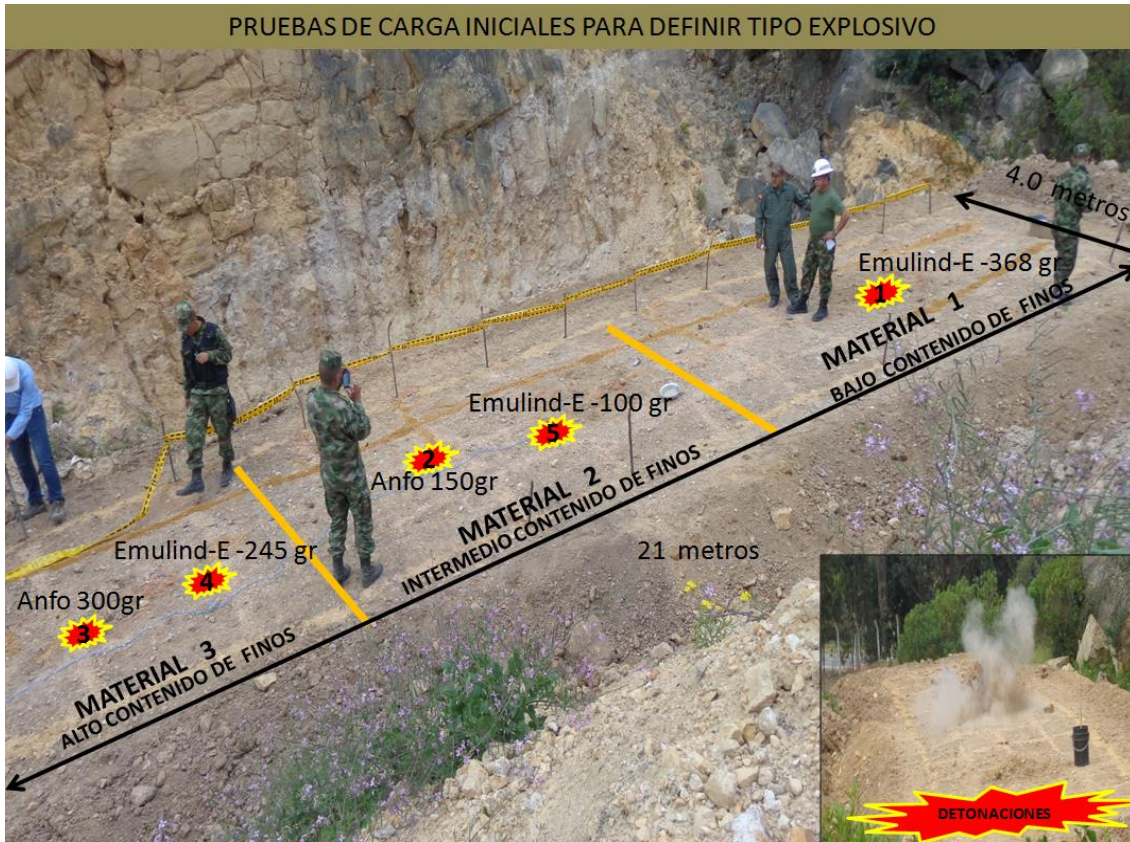 PRUEBAS DE CARGA INICIALES PARA DEFINIR TIPO EXPLOSIVO
4.0 metros
Emulind-E -368 gr
1
MATERIAL 1
BAJO CONTENIDO DE FINOS
Emulind-E -100 gr
5
2
Anfo 150gr
MATERIAL 2
INTERMEDIO CONTENIDO DE FINOS
21 metros
Emulind-E -245 gr
4
Anfo 300gr
3
MATERIAL 3
ALTO CONTENIDO DE FINOS
DETONACIONES